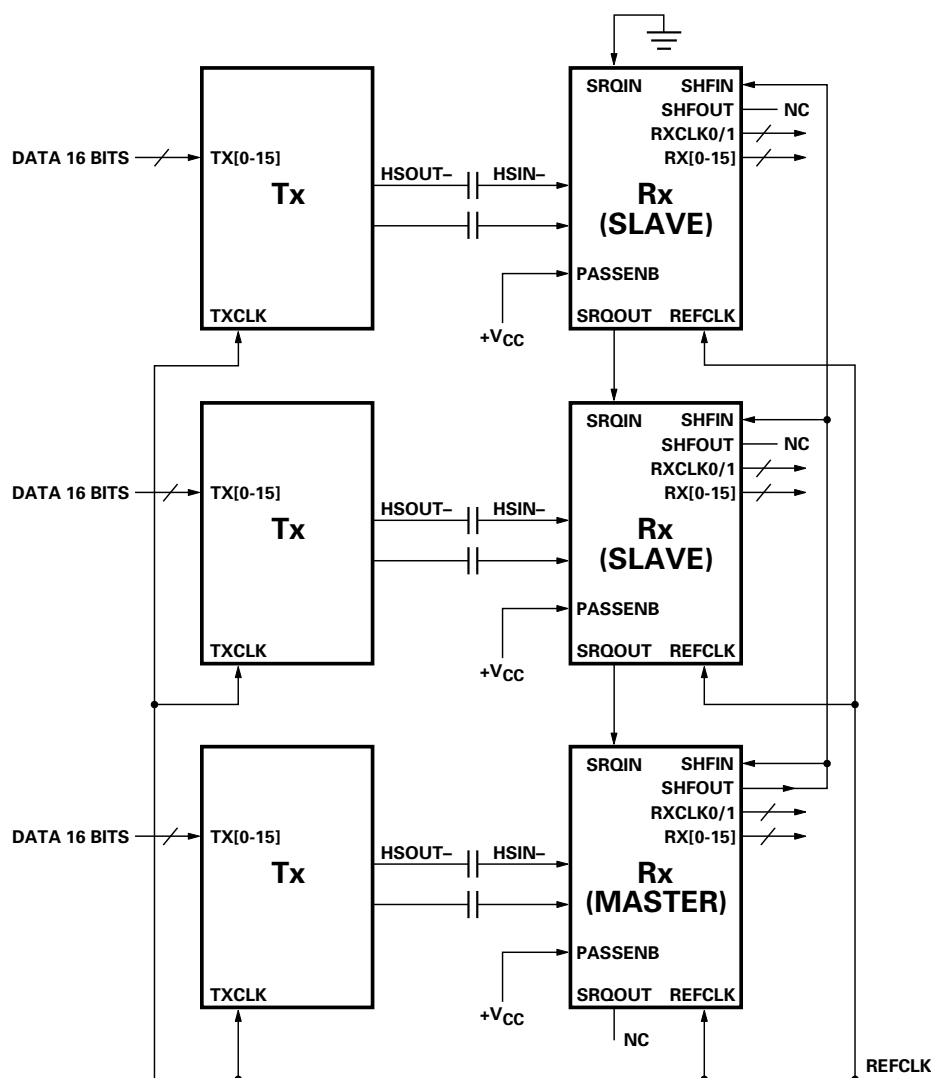 SRQIN SHFIN
SHFOUT NC
RXCLK0/1
DATA 16 BITS TX[0-15] RX[0-15]
Tx HSOUT– HSIN– Rx
(SLAVE)
PASSENB
TXCLK +VCC SRQOUT REFCLK
SRQIN SHFIN
SHFOUT NC
RXCLK0/1
DATA 16 BITS TX[0-15] RX[0-15]
Tx HSOUT– HSIN– Rx
(SLAVE)
PASSENB
TXCLK +VCC SRQOUT REFCLK
SRQIN SHFIN
SHFOUT
RXCLK0/1
DATA 16 BITS TX[0-15] RX[0-15]
Tx HSOUT– HSIN– Rx
(MASTER)
PASSENB
TXCLK +VCC SRQOUT REFCLK
NC
REFCLK